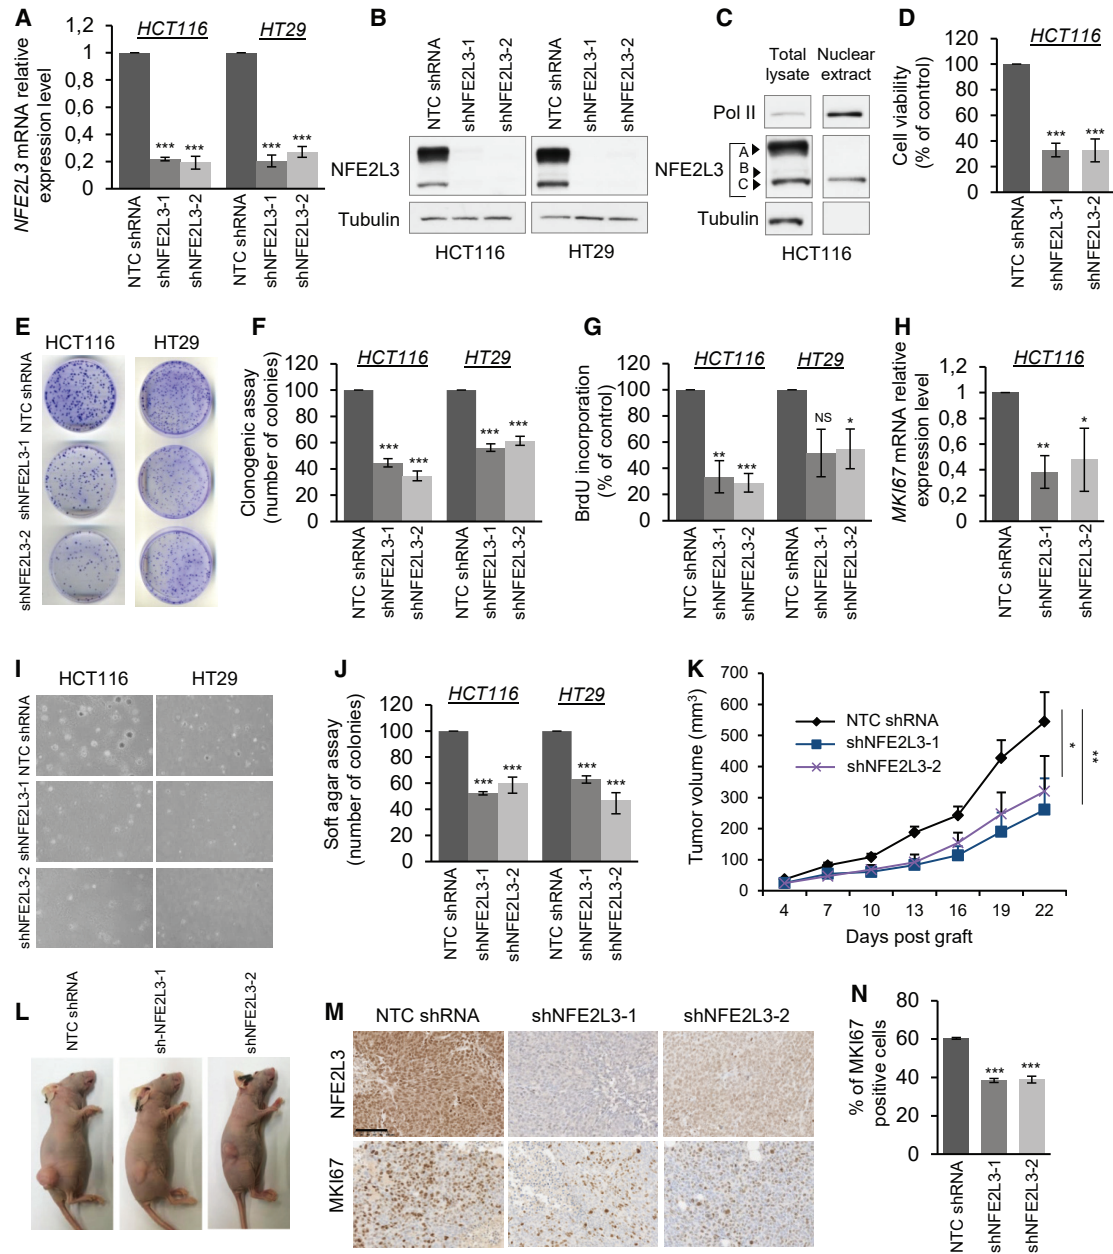 A
HCT116 HT29
NFE2L3 mRNA relative
expression level
1,2
1
0,8
0,6
0,4
0,2
0
*** *** *** ***
NTC shRNA
shNFE2L3-1
shNFE2L3-2
NTC shRNA
shNFE2L3-1
shNFE2L3-2
B
NTC shRNA
shNFE2L3-1
shNFE2L3-2
NTC shRNA
shNFE2L3-1
shNFE2L3-2
NFE2L3
Tubulin
HCT116 HT29
C
Total
lysate
Nuclear
extract
Pol II
NFE2L3
A
B
C
Tubulin
HCT116
D
HCT116
Cell viability
(% of control)
120
100
80
60
40
20
0
*** ***
NTC shRNA
shNFE2L3-1
shNFE2L3-2
E
HCT116 HT29
NTC shRNA
shNFE2L3-1
shNFE2L3-2
F
HCT116 HT29
Clonogenic assay
(number of colonies)
120
100
80
60
40
20
0
*** *** *** ***
NTC shRNA
shNFE2L3-1
shNFE2L3-2
NTC shRNA
shNFE2L3-1
shNFE2L3-2
G
HCT116 HT29
BrdU incorporation
(% of control)
120
100
80
60
40
20
0
** *** NS *
NTC shRNA
shNFE2L3-1
shNFE2L3-2
NTC shRNA
shNFE2L3-1
shNFE2L3-2
H
HCT116
MKI67 mRNA relative
expression level
1,2
1
0,8
0,6
0,4
0,2
0
** *
NTC shRNA
shNFE2L3-1
shNFE2L3-2
I
HCT116 HT29
NTC shRNA
shNFE2L3-1
shNFE2L3-2
J
HCT116 HT29
Soft agar assay
(number of colonies)
120
100
80
60
40
20
0
*** *** *** ***
NTC shRNA
shNFE2L3-1
shNFE2L3-2
NTC shRNA
shNFE2L3-1
shNFE2L3-2
K
Tumor volume (mm³)
700
600
500
400
300
200
100
0
NTC shRNA
shNFE2L3-1
shNFE2L3-2
* **
4 7 10 13 16 19 22
Days post graft
L
NTC shRNA
sh-NFE2L3-1
shNFE2L3-2
M
NTC shRNA shNFE2L3-1 shNFE2L3-2
NFE2L3
MKI67
N
% of MKI67
positive cells
80
60
40
20
0
*** ***
NTC shRNA
shNFE2L3-1
shNFE2L3-2